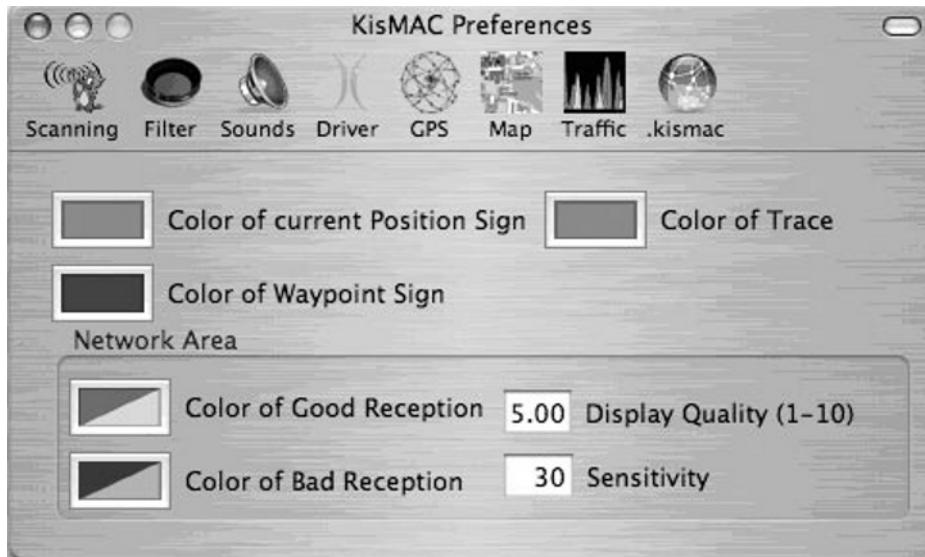 KisMAC Preferences
Scanning Filter Sounds Driver GPS Map Traffic .kismac
Color of current Position Sign Color of Trace
Color of Waypoint Sign
Network Area
Color of Good Reception 5.00 Display Quality (1-10)
Color of Bad Reception 30 Sensitivity